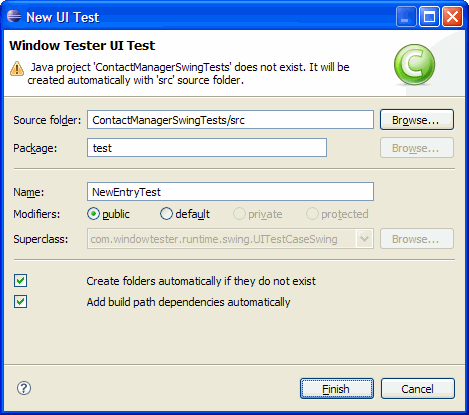 New UI Test
Window Tester UI Test
Java project 'ContactManagerSwingTests' does not exist. It will be
created automatically with 'src' source folder.
C
Source folder: ContactManagerSwingTests/src Browse...
Package: test Browse...
Name: NewEntryTest
Modifiers: public default private protected
Superclass: com.windowtester.runtime.swing.UITestCaseSwing Browse...
Create folders automatically if they do not exist
Add build path dependencies automatically
? Finish Cancel